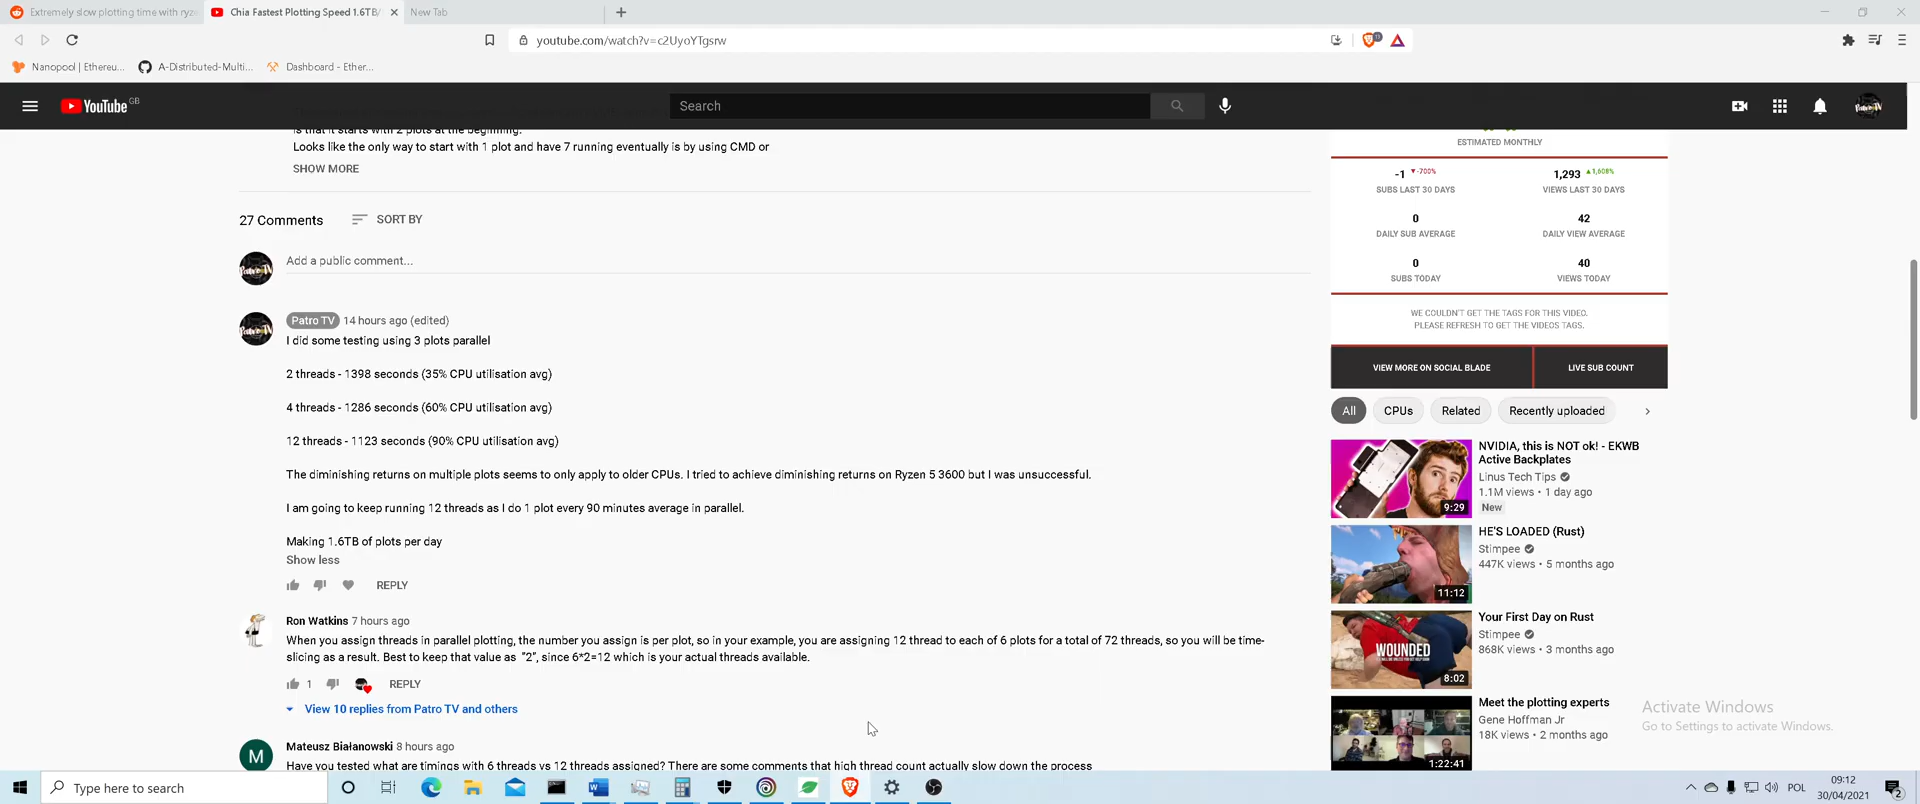 Extremely slow plotting time with ryze
Chia Fastest Plotting Speed 1.6TB/
New Tab
youtube.com/watch?v=c2UyoYTgsrw
Nanopool | Ethereu...
A-Distributed-Multi...
Dashboard - Ether...
YouTube GB
Search
is that it starts with 2 plots at the beginning.
Looks like the only way to start with 1 plot and have 7 running eventually is by using CMD or
SHOW MORE
27 Comments
SORT BY
Add a public comment...
Patro TV 14 hours ago (edited)
I did some testing using 3 plots parallel
2 threads - 1398 seconds (35% CPU utilisation avg)
4 threads - 1286 seconds (60% CPU utilisation avg)
12 threads - 1123 seconds (90% CPU utilisation avg)
The diminishing returns on multiple plots seems to only apply to older CPUs. I tried to achieve diminishing returns on Ryzen 5 3600 but I was unsuccessful.
I am going to keep running 12 threads as I do 1 plot every 90 minutes average in parallel.
Making 1.6TB of plots per day
Show less
REPLY
Ron Watkins 7 hours ago
When you assign threads in parallel plotting, the number you assign is per plot, so in your example, you are assigning 12 thread to each of 6 plots for a total of 72 threads, so you will be time-
slicing as a result. Best to keep that value as "2", since 6*2=12 which is your actual threads available.
1
REPLY
View 10 replies from Patro TV and others
M
Mateusz Białanowski 8 hours ago
Have you tested what are timings with 6 threads vs 12 threads assigned? There are some comments that high thread count actually slow down the process
ESTIMATED MONTHLY
-1 ▼-700%
SUBS LAST 30 DAYS
1,293 ▲1,608%
VIEWS LAST 30 DAYS
0
DAILY SUB AVERAGE
42
DAILY VIEW AVERAGE
0
SUBS TODAY
40
VIEWS TODAY
WE COULDN'T GET THE TAGS FOR THIS VIDEO.
PLEASE REFRESH TO GET THE VIDEOS TAGS.
VIEW MORE ON SOCIAL BLADE
LIVE SUB COUNT
All
CPUs
Related
Recently uploaded
9:29
NVIDIA, this is NOT ok! - EKWB
Active Backplates
Linus Tech Tips
1.1M views • 1 day ago
New
11:12
HE'S LOADED (Rust)
Stimpee
447K views • 5 months ago
WOUNDED
8:02
Your First Day on Rust
Stimpee
868K views • 3 months ago
1:22:41
Meet the plotting experts
Gene Hoffman Jr
18K views • 2 months ago
Activate Windows
Go to Settings to activate Windows.
Type here to search
POL
09:12
30/04/2021
2